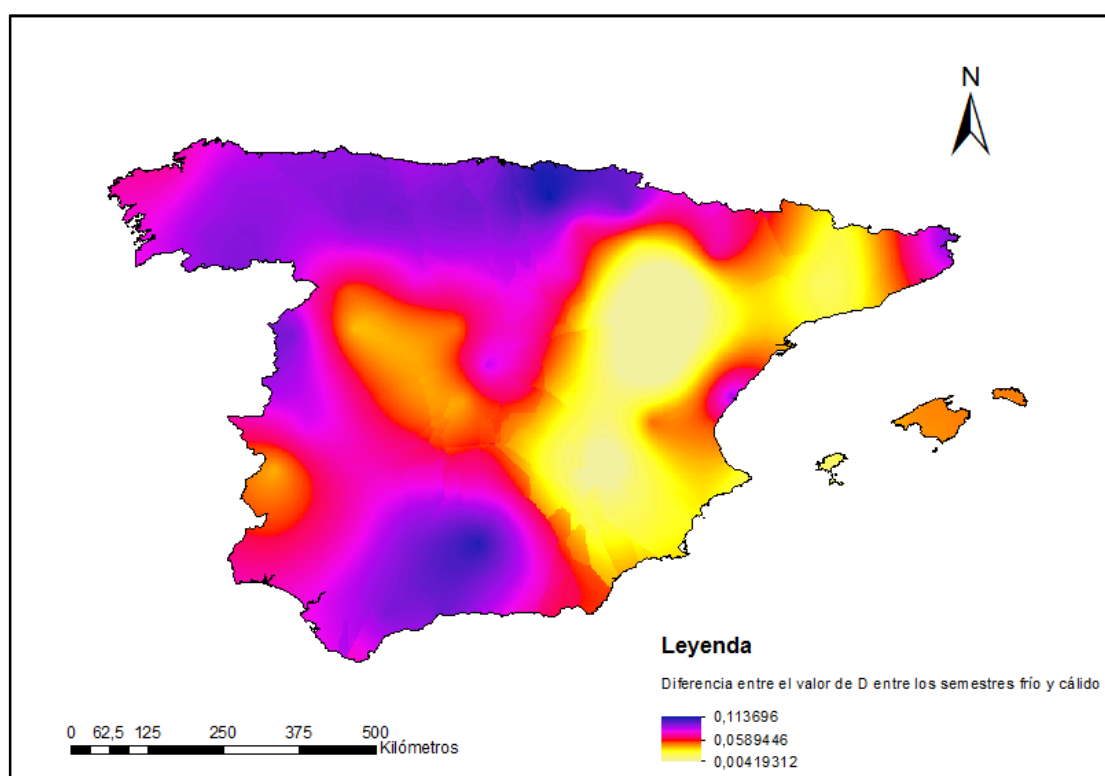 N
Leyenda
Diferencia entre el valor de D entre los semestres frío y cálido
0,113696
0,0589446
0,00419312
0 62,5 125 250 375 500
Kilómetros